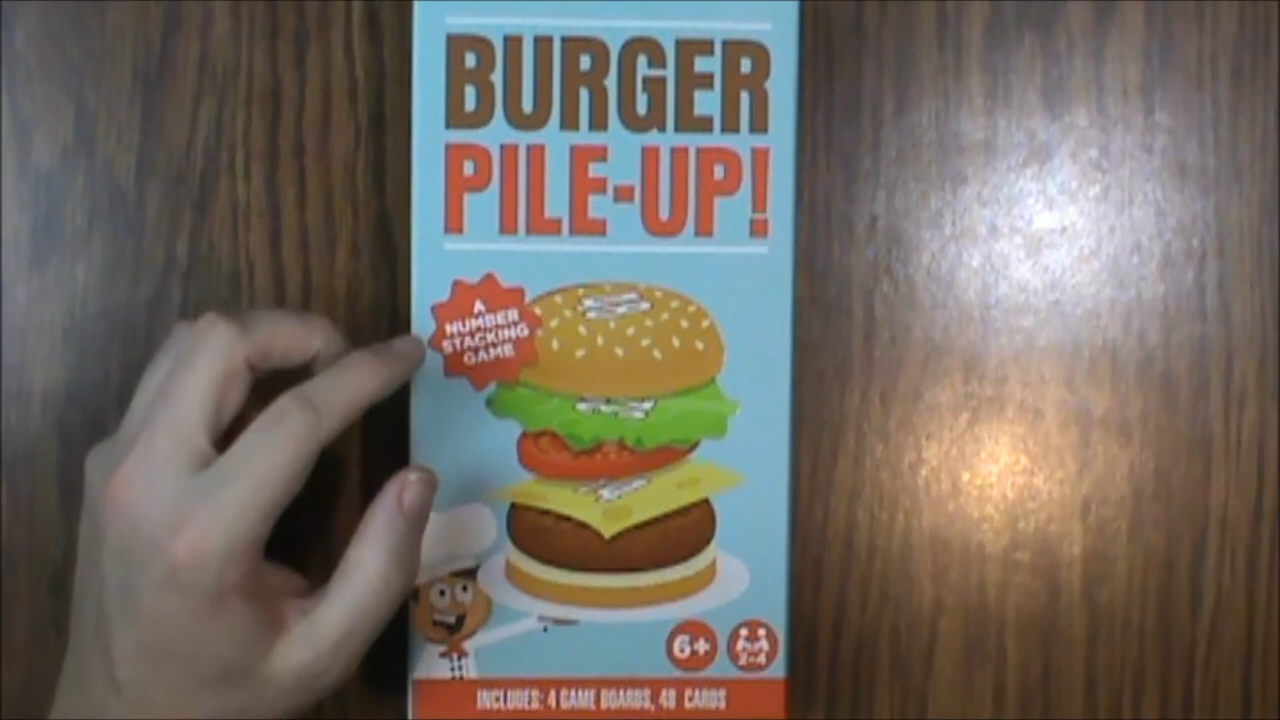 BURGER
PILE-UP!
A
NUMBER
STACKING
GAME
6+
2-4
INCLUDES: 4 GAME BOARDS, 48 CARDS